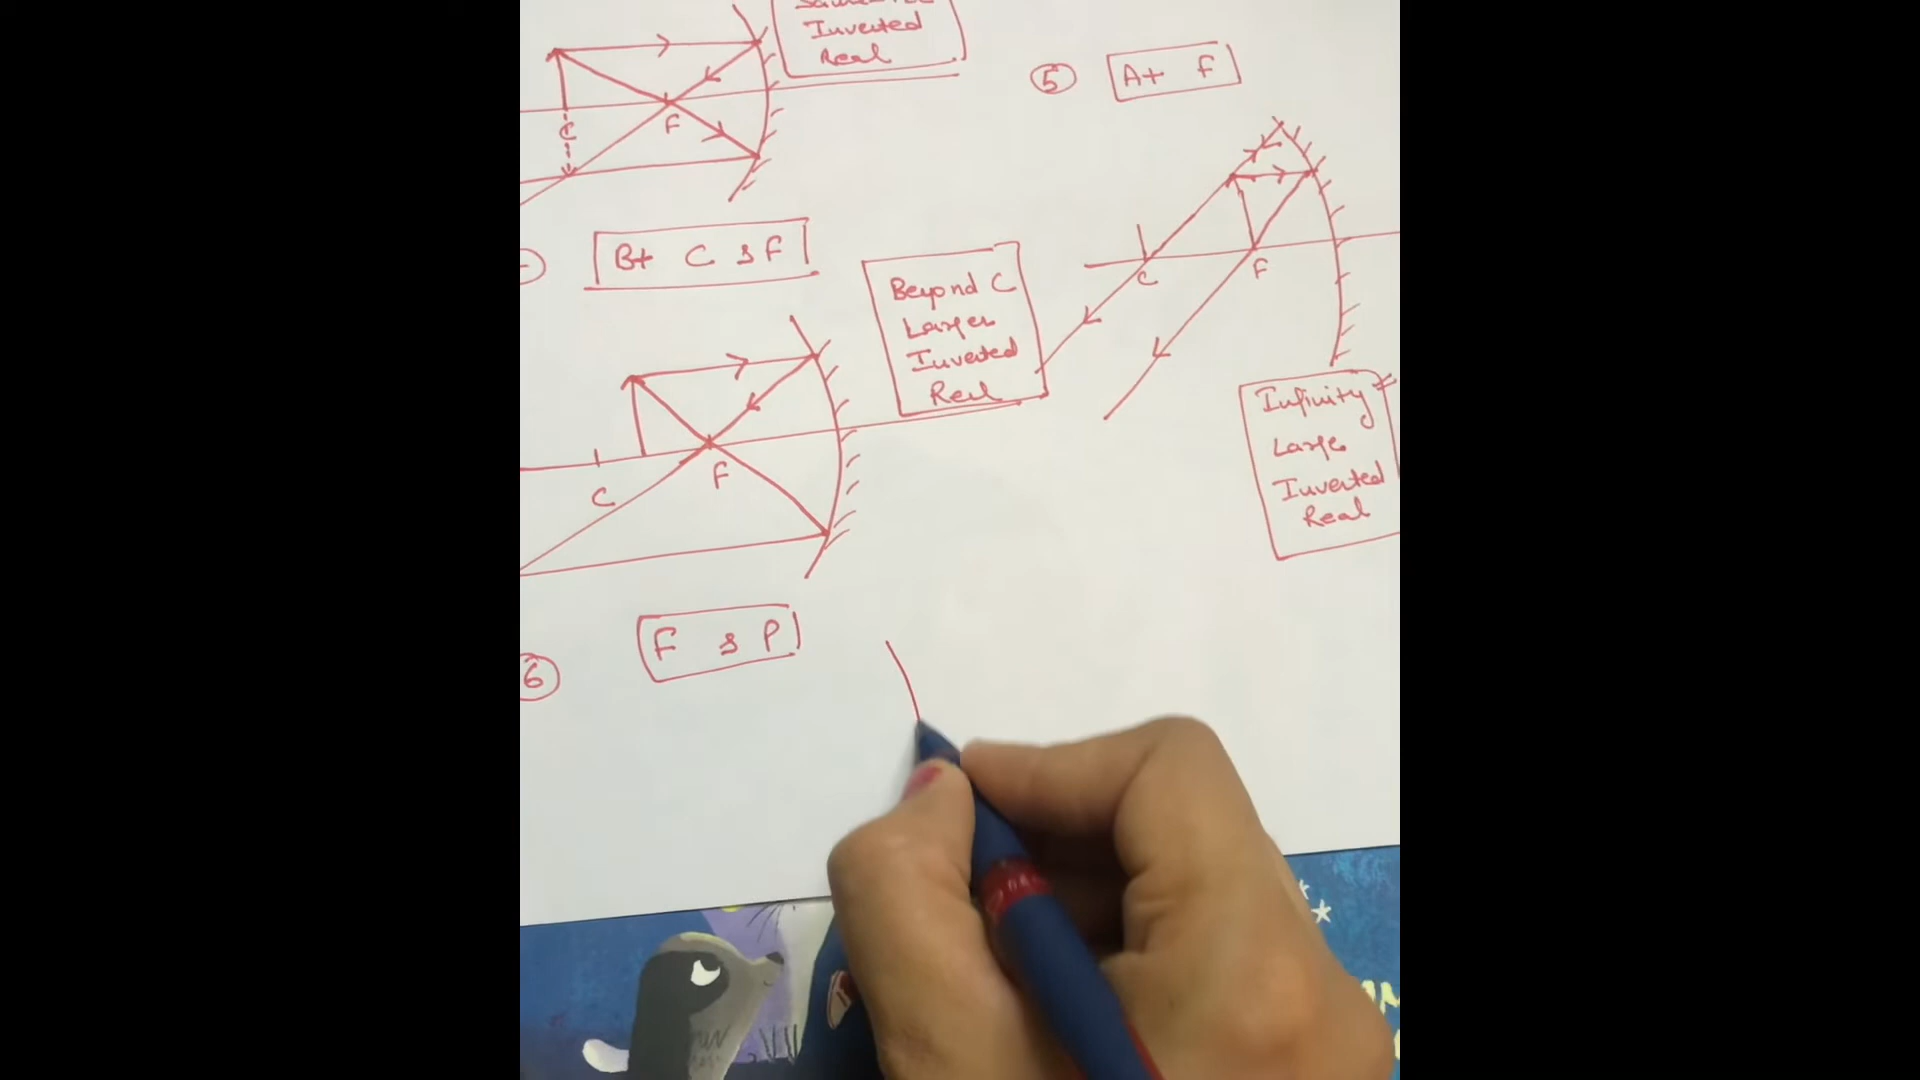 Inverted
Real
C
F
5
At F
C
F
Bt C & F
Beyond C
Larger
Inverted
Real
C
F
Infinity
Large
Inverted
Real
6
F & P